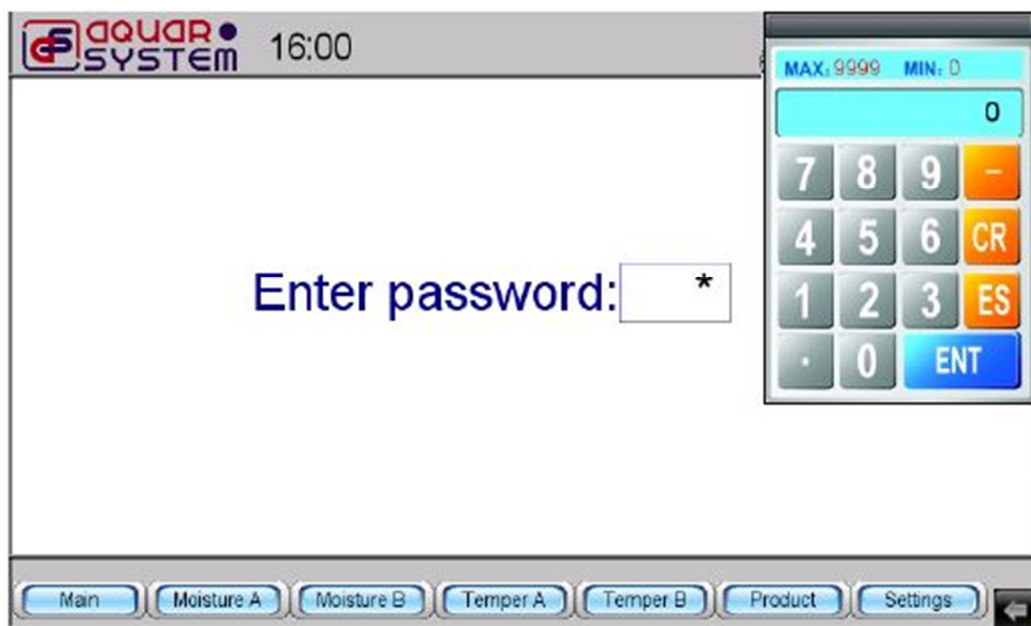 AQUAR
SYSTEM
16:00
MAX: 9999 MIN: 0
0
7 8 9 -
4 5 6 CR
1 2 3 ES
. 0 ENT
Enter password: *
Main Moisture A Moisture B Temper A Temper B Product Settings